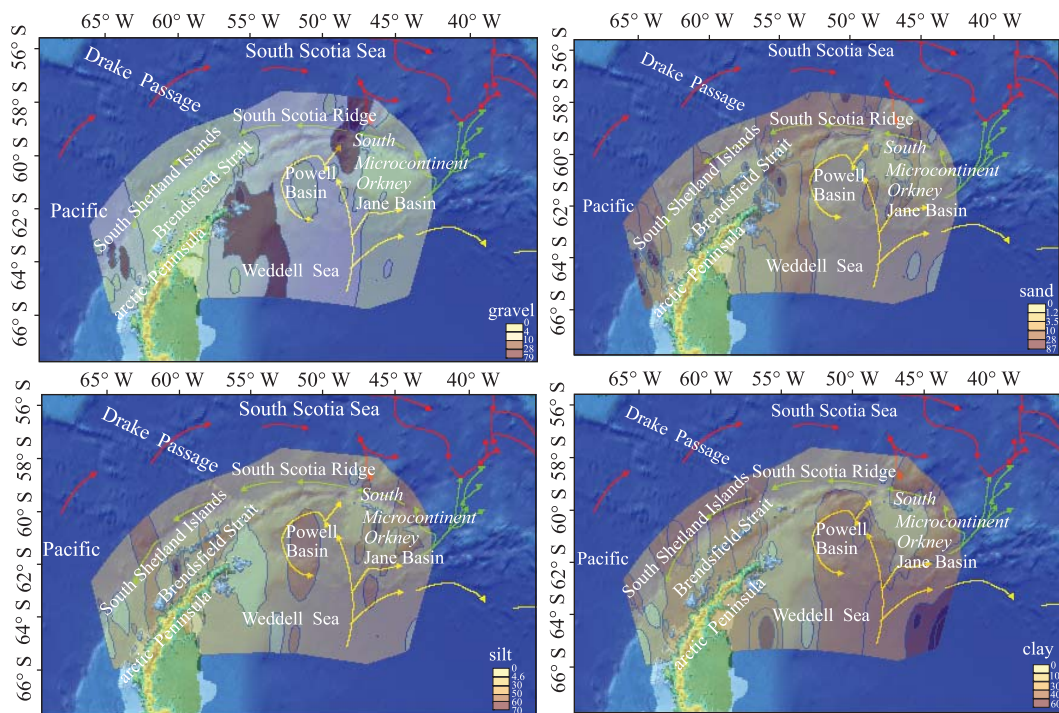 65° W 60° W 55° W 50° W 45° W 40° W
56° S
58° S
60° S
62° S
64° S
66° S
South Scotia Sea
Drake Passage
South Scotia Ridge
South Shetland Islands
Brendsfield Strait
South
Microcontinent
Orkney
Jane Basin
Powell
Basin
Pacific
arctic Peninsula
Weddell Sea
gravel
0
4
10
28
79
65° W 60° W 55° W 50° W 45° W 40° W
56° S
58° S
60° S
62° S
64° S
66° S
South Scotia Sea
Drake Passage
South Scotia Ridge
South Shetland Islands
Brendsfield Strait
South
Microcontinent
Orkney
Jane Basin
Powell
Basin
Pacific
arctic Peninsula
Weddell Sea
sand
0
1.2
3.5
10
28
87
65° W 60° W 55° W 50° W 45° W 40° W
56° S
58° S
60° S
62° S
64° S
66° S
South Scotia Sea
Drake Passage
South Scotia Ridge
South Shetland Islands
Brendsfield Strait
South
Microcontinent
Orkney
Jane Basin
Powell
Basin
Pacific
arctic Peninsula
Weddell Sea
silt
0
4.6
30
50
60
70
65° W 60° W 55° W 50° W 45° W 40° W
56° S
58° S
60° S
62° S
64° S
66° S
South Scotia Sea
Drake Passage
South Scotia Ridge
South Shetland Islands
Brendsfield Strait
South
Microcontinent
Orkney
Jane Basin
Powell
Basin
Pacific
arctic Peninsula
Weddell Sea
clay
0
10
30
40
60